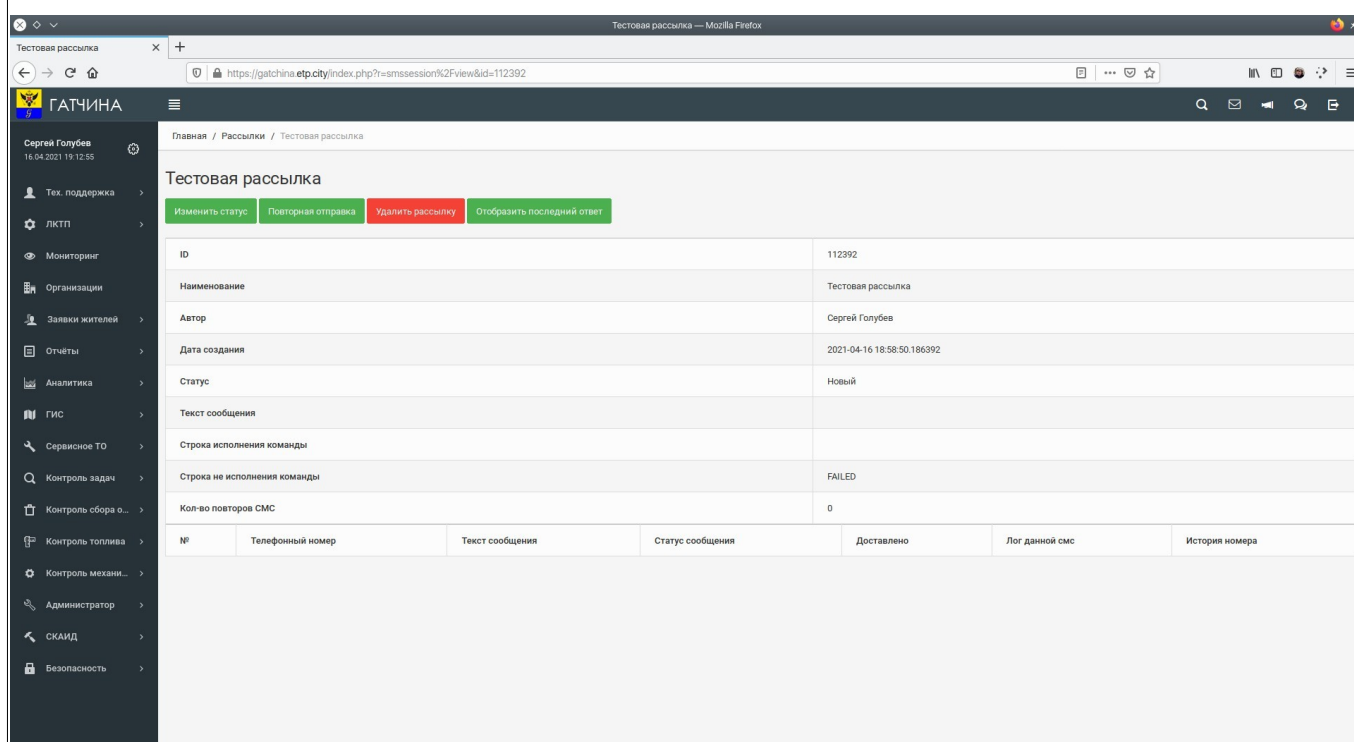 Тестовая рассылка — Mozilla Firefox
Тестовая рассылка
https://gatchina.etp.city/index.php?r=smssession%2Fview&id=112392
ГАТЧИНА
Сергей Голубев
16.04.2021 19:12:55
Тех. поддержка
ЛКТП
Мониторинг
Организации
Заявки жителей
Отчёты
Аналитика
ГИС
Сервисное ТО
Контроль задач
Контроль сбора о...
Контроль топлива
Контроль механи...
Администратор
СКАИД
Безопасность
Главная / Рассылки / Тестовая рассылка
Тестовая рассылка
Изменить статус Повторная отправка Удалить рассылку Отобразить последний ответ
ID 112392
Наименование Тестовая рассылка
Автор Сергей Голубев
Дата создания 2021-04-16 18:58:50.186392
Статус Новый
Текст сообщения
Строка исполнения команды
Строка не исполнения команды FAILED
Кол-во повторов СМС 0
№ Телефонный номер Текст сообщения Статус сообщения Доставлено Лог данной смс История номера